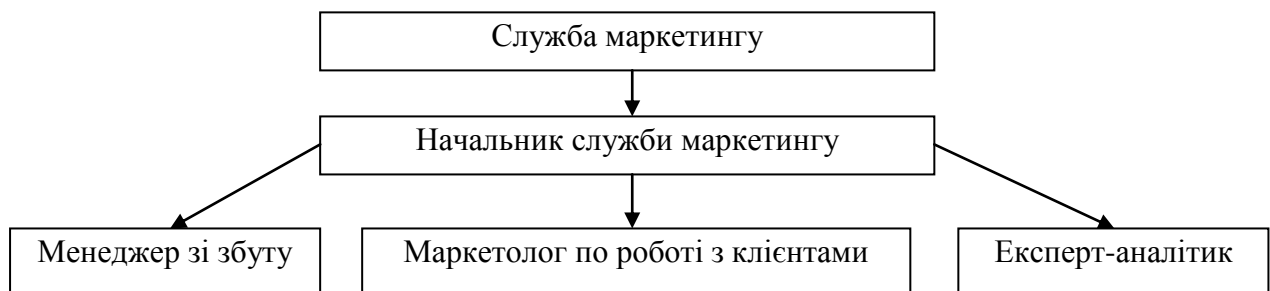 Служба маркетингу
Начальник служби маркетингу
Менеджер зі збуту
Маркетолог по роботі з клієнтами
Експерт-аналітик